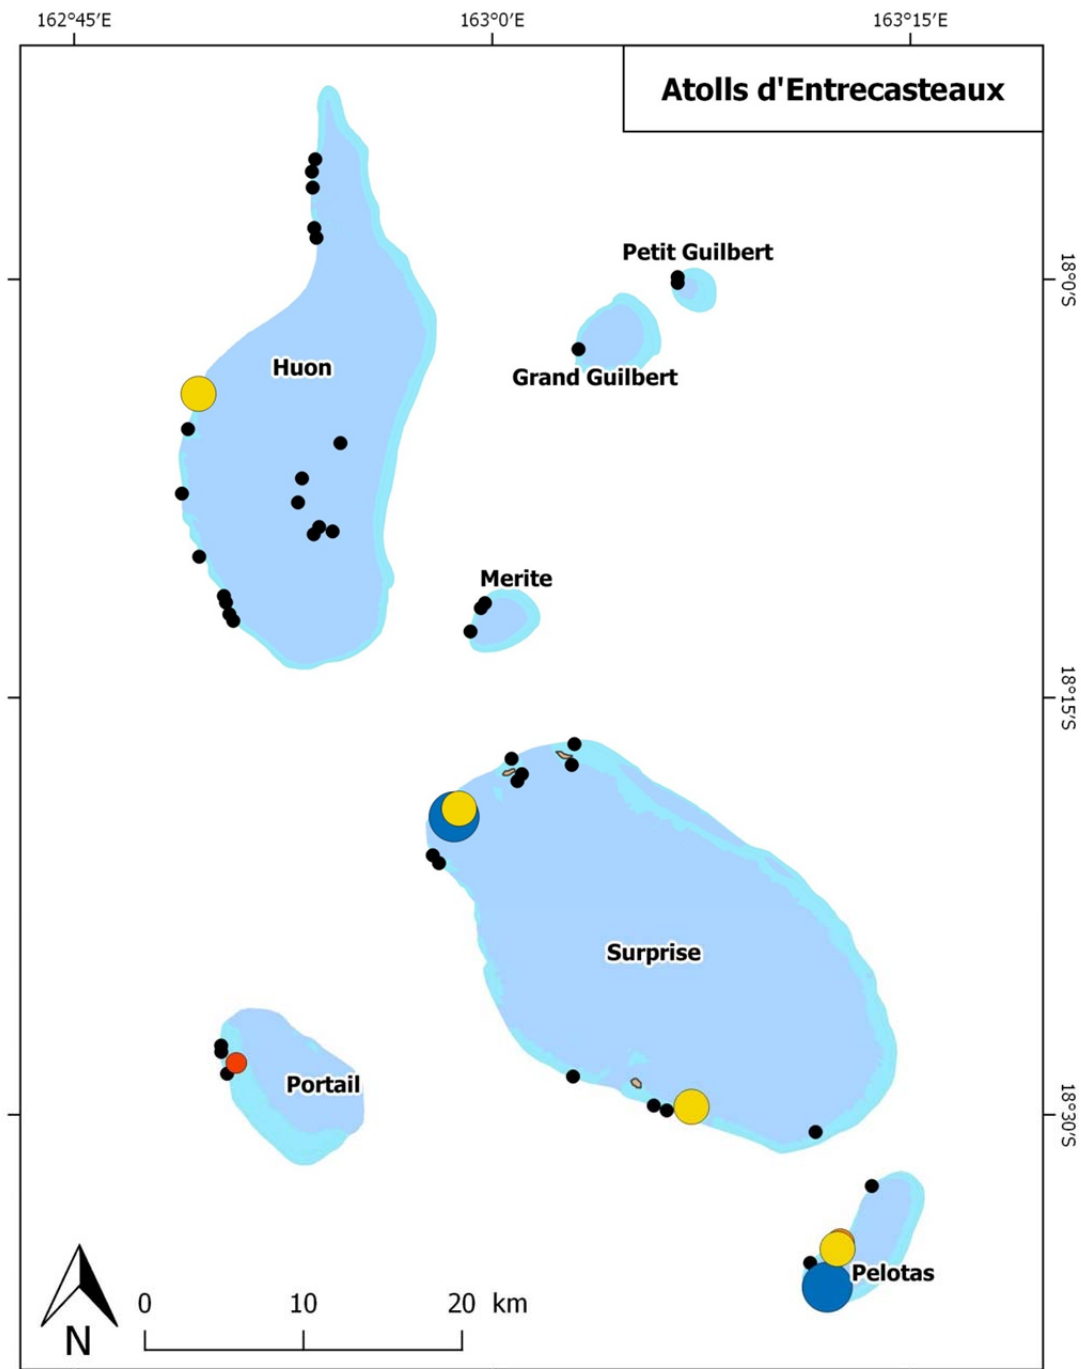 162°45'E
163°0'E
163°15'E
Atolls d'Entrecasteaux
Petit Guilbert
18°0'S
Huon
Grand Guilbert
Merite
18°15'S
Surprise
Portail
18°30'S
Pelotas
0 10 20 km
N